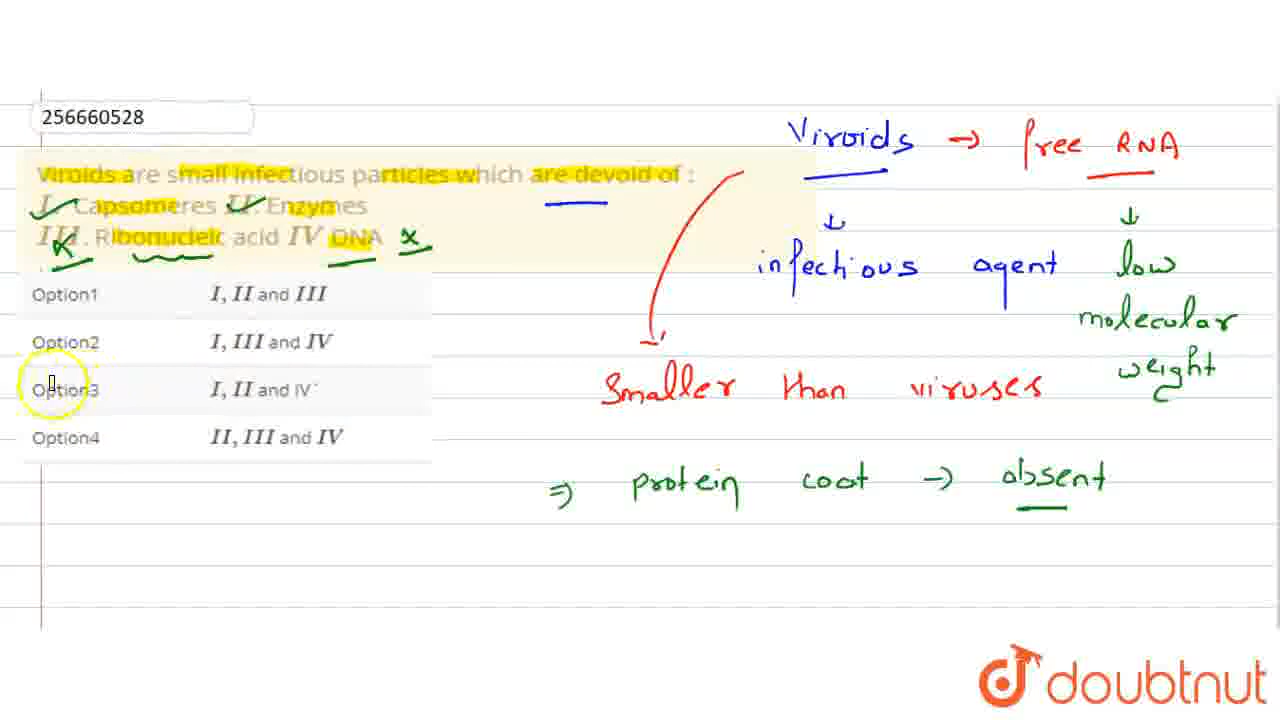 256660528
Viroids are small infectious particles which are devoid of :
I. Capsomeres II. Enzymes
III. Ribonucleic acid IV DNA x
Option1 I, II and III
Option2 I, III and IV
Option3 I, II and IV
Option4 II, III and IV
Viroids → free RNA
↓ ↓
infectious agent low
molecular
weight
Smaller than viruses
⇒ protein coat → absent
doubtnut